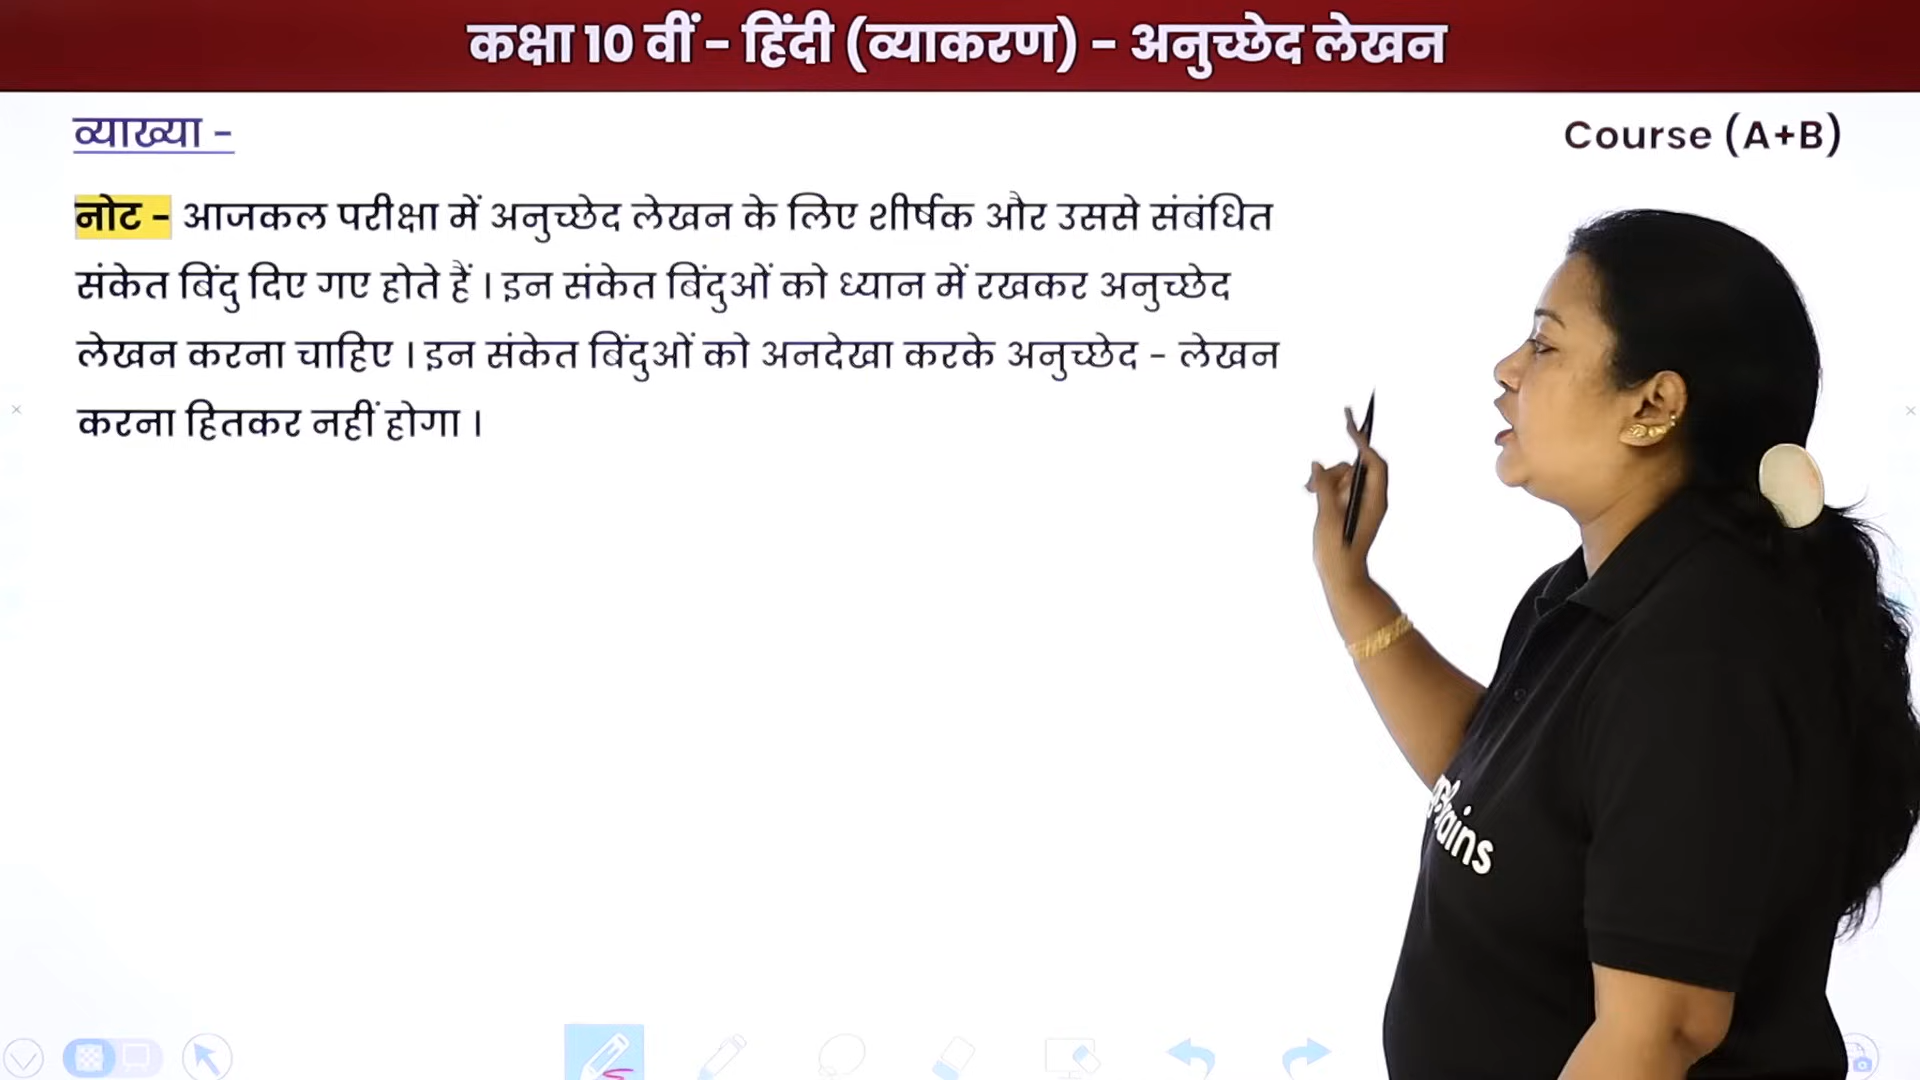 कक्षा 10 वीं - हिंदी (व्याकरण) - अनुच्छेद लेखन
व्याख्या -
Course (A+B)
नोट - आजकल परीक्षा में अनुच्छेद लेखन के लिए शीर्षक और उससे संबंधित
संकेत बिंदु दिए गए होते हैं । इन संकेत बिंदुओं को ध्यान में रखकर अनुच्छेद
लेखन करना चाहिए । इन संकेत बिंदुओं को अनदेखा करके अनुच्छेद - लेखन
करना हितकर नहीं होगा ।